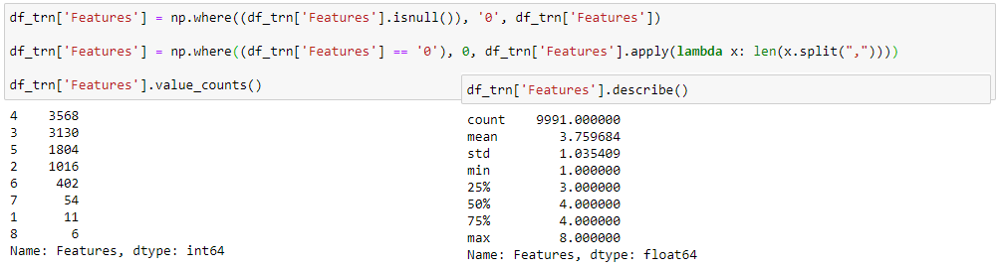 df_trn['Features'] = np.where((df_trn['Features'].isnull()), '0', df_trn['Features'])
df_trn['Features'] = np.where((df_trn['Features'] == '0'), 0, df_trn['Features'].apply(lambda x: len(x.split(","))))
df_trn['Features'].value_counts()
4    3568
3    3130
5    1804
2    1016
6     402
7      54
1      11
8       6
Name: Features, dtype: int64
df_trn['Features'].describe()
count    9991.000000
mean        3.759684
std         1.035409
min         1.000000
25%         3.000000
50%         4.000000
75%         4.000000
max         8.000000
Name: Features, dtype: float64